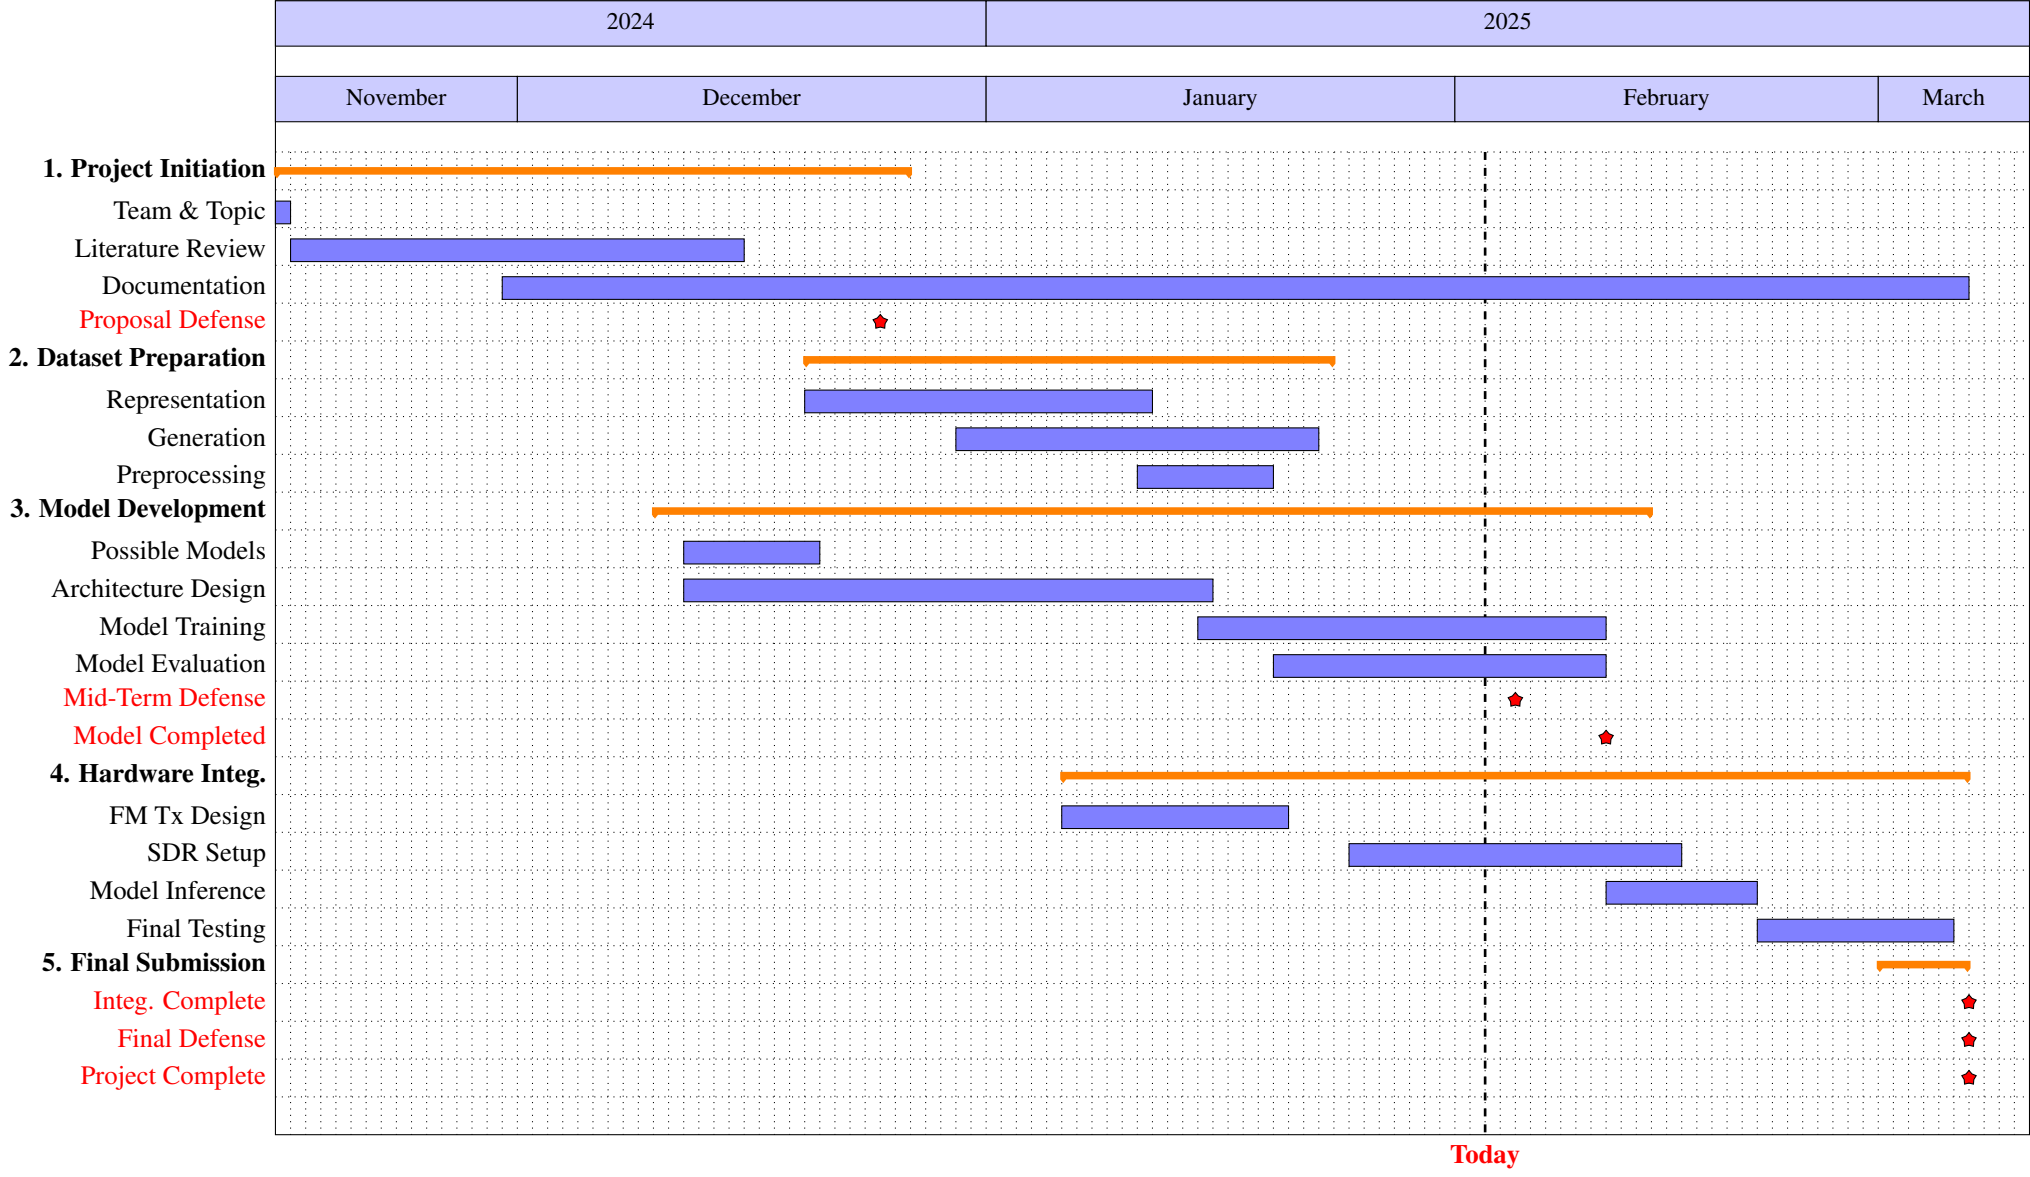 2024 2025
November December January February March
1. Project Initiation
Team & Topic
Literature Review
Documentation
Proposal Defense
2. Dataset Preparation
Representation
Generation
Preprocessing
3. Model Development
Possible Models
Architecture Design
Model Training
Model Evaluation
Mid-Term Defense
Model Completed
4. Hardware Integ.
FM Tx Design
SDR Setup
Model Inference
Final Testing
5. Final Submission
Integ. Complete
Final Defense
Project Complete
Today